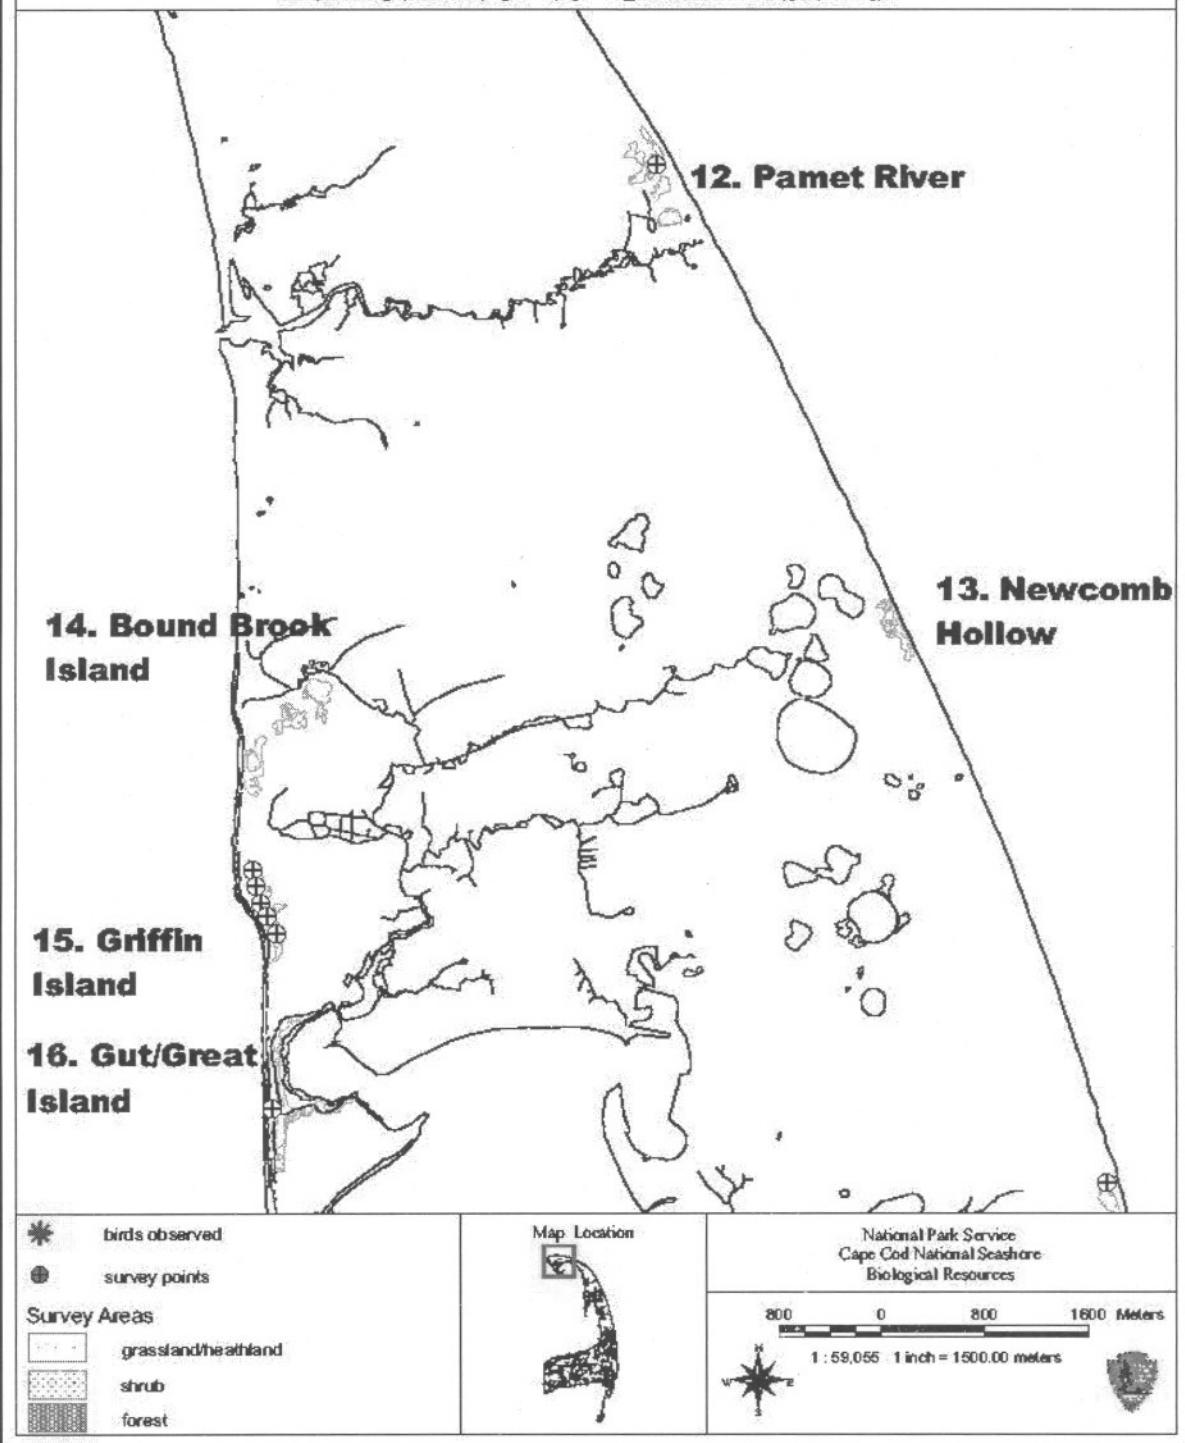 12. Pamet River
13. Newcomb
Hollow
14. Bound Brook
Island
15. Griffin
Island
16. Gut/Great
Island
birds observed
survey points
Survey Areas
grassland/heathland
shrub
forest
Map Location
National Park Service
Cape Cod National Seashore
Biological Resources
800 0 800 1600 Meters
1 : 59,055 1 inch = 1500.00 meters
N
W E
S